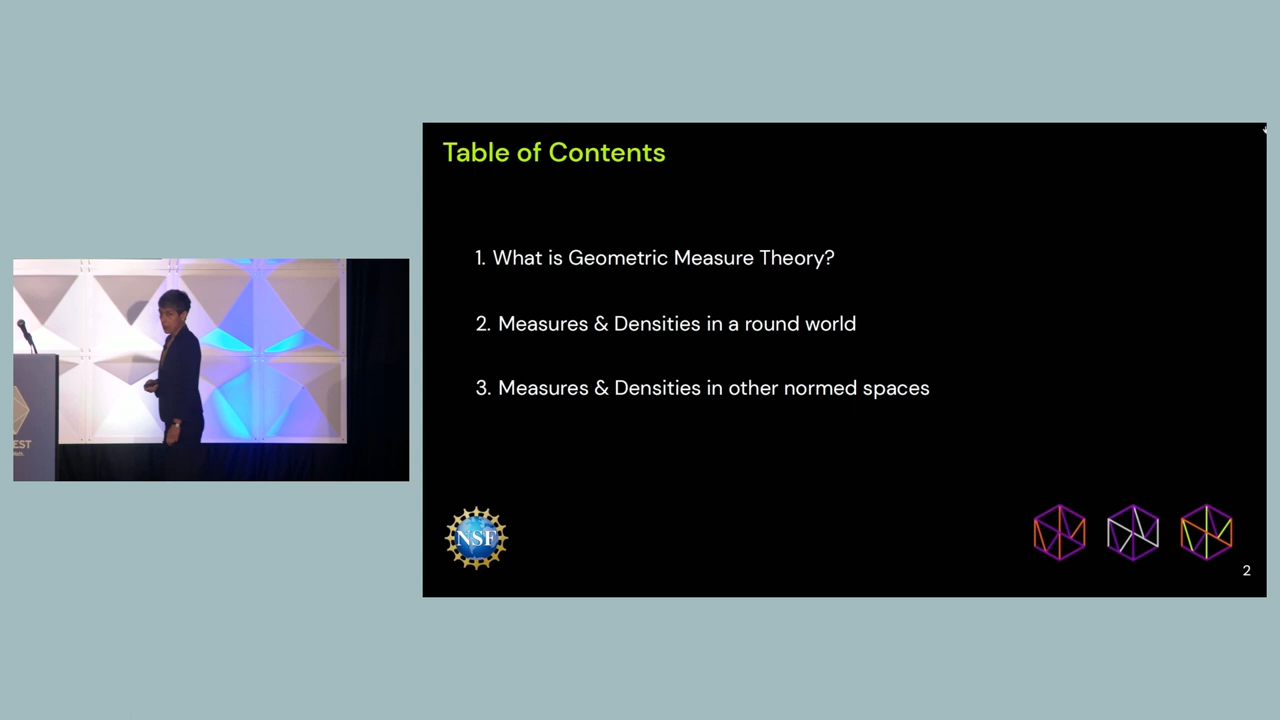 Table of Contents
1. What is Geometric Measure Theory?
2. Measures & Densities in a round world
3. Measures & Densities in other normed spaces
NSF
2
EST